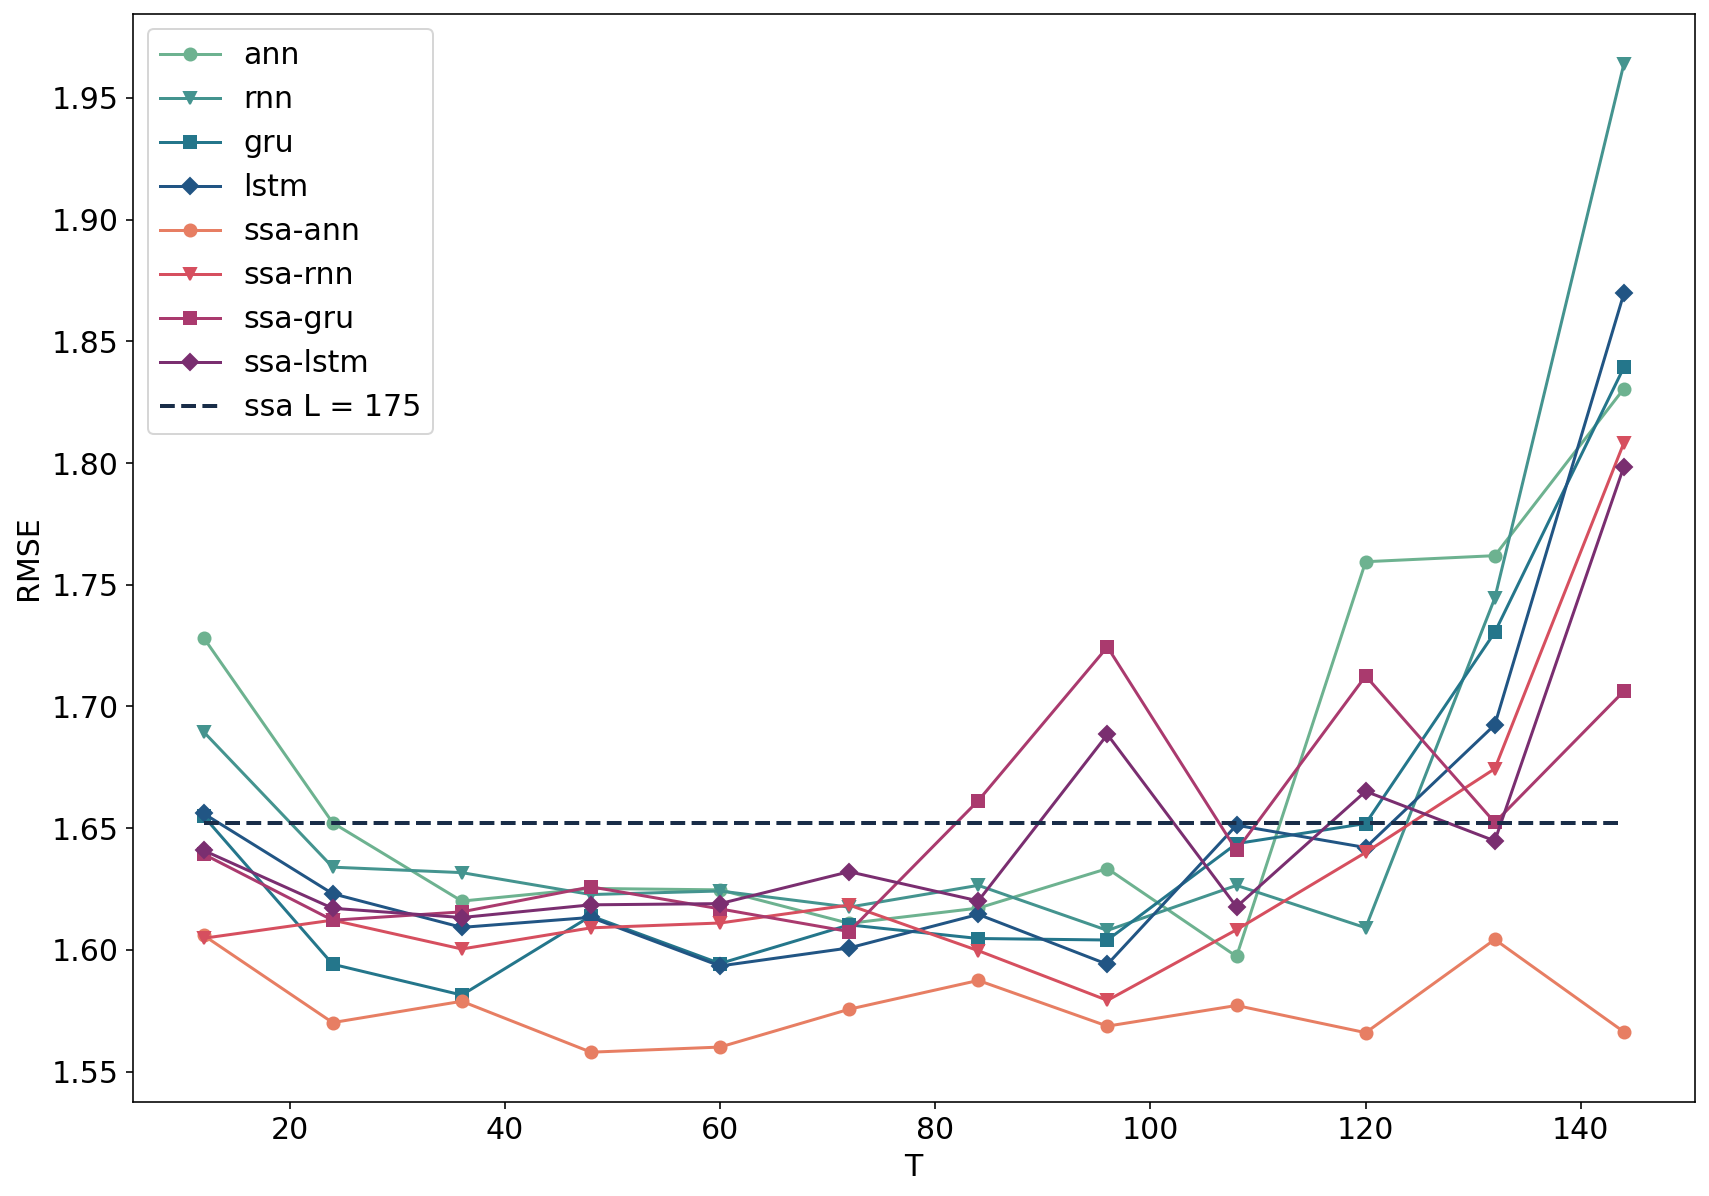 ann
rnn
gru
lstm
ssa-ann
ssa-rnn
ssa-gru
ssa-lstm
ssa L = 175
1.95
1.90
1.85
1.80
1.75
1.70
1.65
1.60
1.55
RMSE
20 40 60 80 100 120 140
T